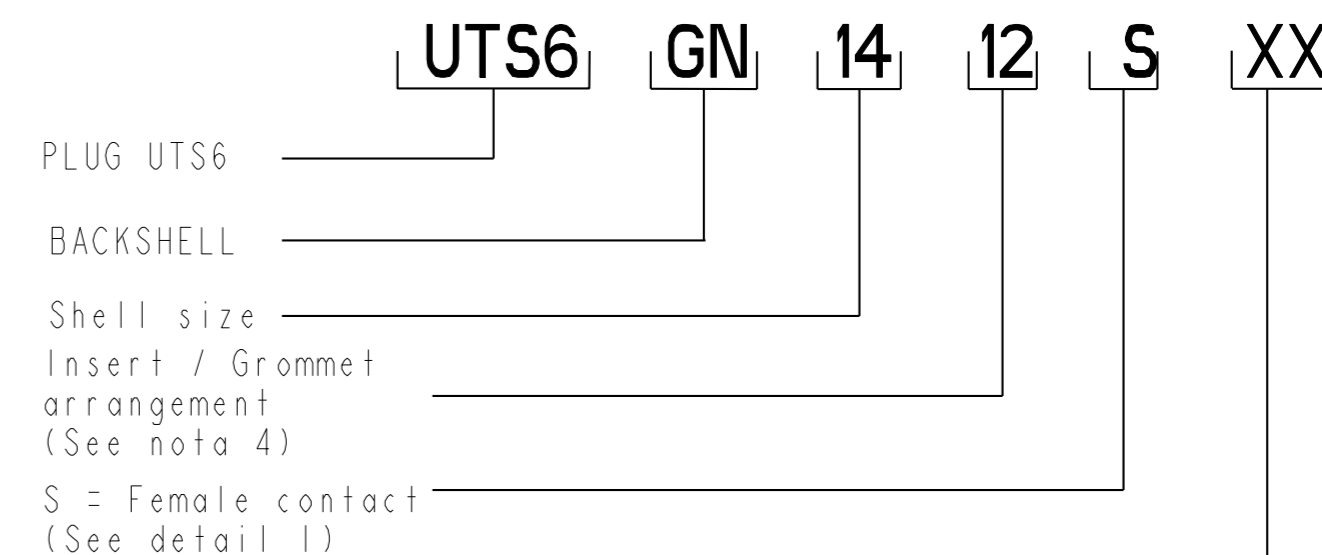 UTS6 GN 14 12 S XX
PLUG UTS6
BACKSHELL
Shell size
Insert / Grommet
arrangement
(See nota 4)
S = Female contact
(See detail 1)